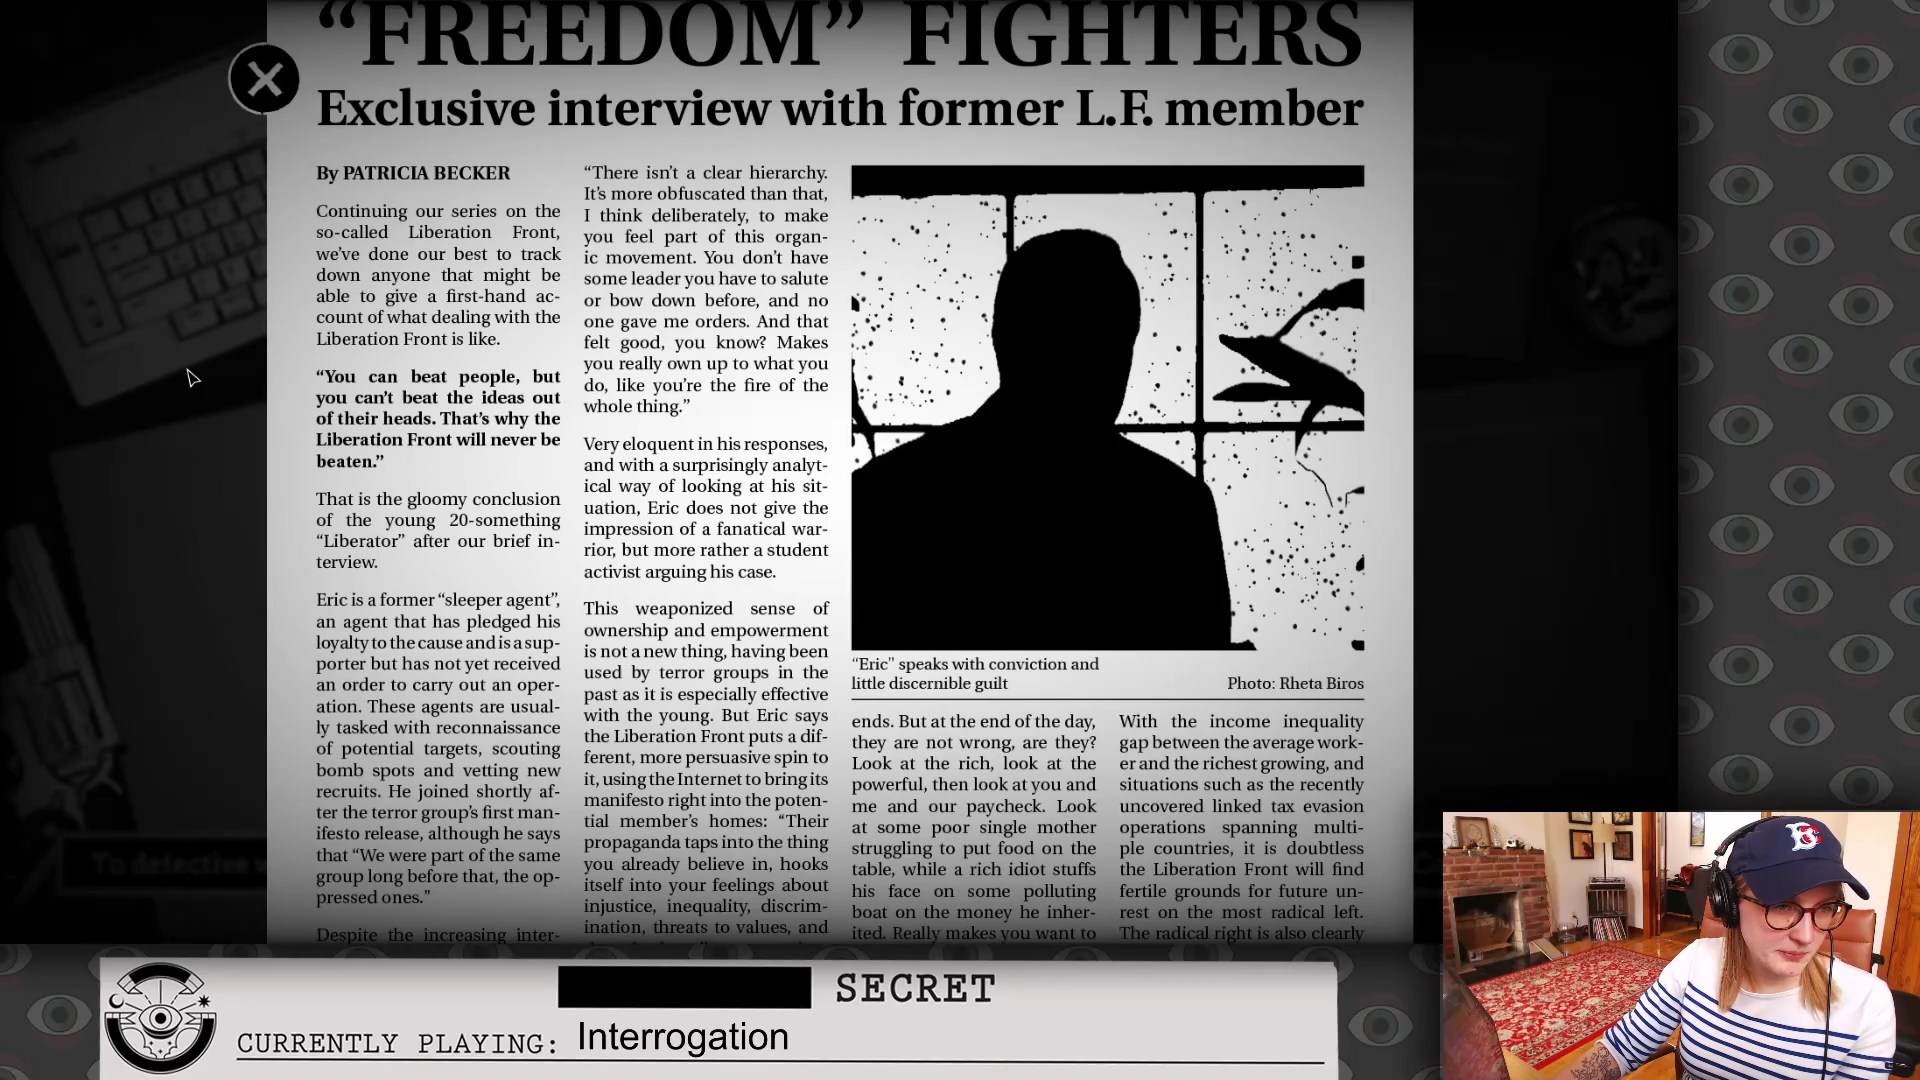 “FREEDOM” FIGHTERS
Exclusive interview with former L.F. member
By PATRICIA BECKER
Continuing our series on the
so-called Liberation Front,
we’ve done our best to track
down anyone that might be
able to give a first-hand ac-
count of what dealing with the
Liberation Front is like.
“You can beat people, but
you can’t beat the ideas out
of their heads. That’s why the
Liberation Front will never be
beaten.”
That is the gloomy conclusion
of the young 20-something
“Liberator” after our brief in-
terview.
Eric is a former “sleeper agent”,
an agent that has pledged his
loyalty to the cause and is a sup-
porter but has not yet received
an order to carry out an oper-
ation. These agents are usual-
ly tasked with reconnaissance
of potential targets, scouting
bomb spots and vetting new
recruits. He joined shortly af-
ter the terror group’s first man-
ifesto release, although he says
that “We were part of the same
group long before that, the op-
pressed ones.”
Despite the increasing inter-
“There isn’t a clear hierarchy.
It’s more obfuscated than that,
I think deliberately, to make
you feel part of this organ-
ic movement. You don’t have
some leader you have to salute
or bow down before, and no
one gave me orders. And that
felt good, you know? Makes
you really own up to what you
do, like you’re the fire of the
whole thing.”
Very eloquent in his responses,
and with a surprisingly analyt-
ical way of looking at his sit-
uation, Eric does not give the
impression of a fanatical war-
rior, but more rather a student
activist arguing his case.
This weaponized sense of
ownership and empowerment
is not a new thing, having been
used by terror groups in the
past as it is especially effective
with the young. But Eric says
the Liberation Front puts a dif-
ferent, more persuasive spin to
it, using the Internet to bring its
manifesto right into the poten-
tial member’s homes: “Their
propaganda taps into the thing
you already believe in, hooks
itself into your feelings about
injustice, inequality, discrim-
ination, threats to values, and
“Eric” speaks with conviction and
little discernible guilt
Photo: Rheta Biros
ends. But at the end of the day,
they are not wrong, are they?
Look at the rich, look at the
powerful, then look at you and
me and our paycheck. Look
at some poor single mother
struggling to put food on the
table, while a rich idiot stuffs
his face on some polluting
boat on the money he inher-
ited. Really makes you want to
With the income inequality
gap between the average work-
er and the richest growing, and
situations such as the recently
uncovered linked tax evasion
operations spanning multi-
ple countries, it is doubtless
the Liberation Front will find
fertile grounds for future un-
rest on the most radical left.
The radical right is also clearly
To detective
SECRET
CURRENTLY PLAYING: Interrogation
B